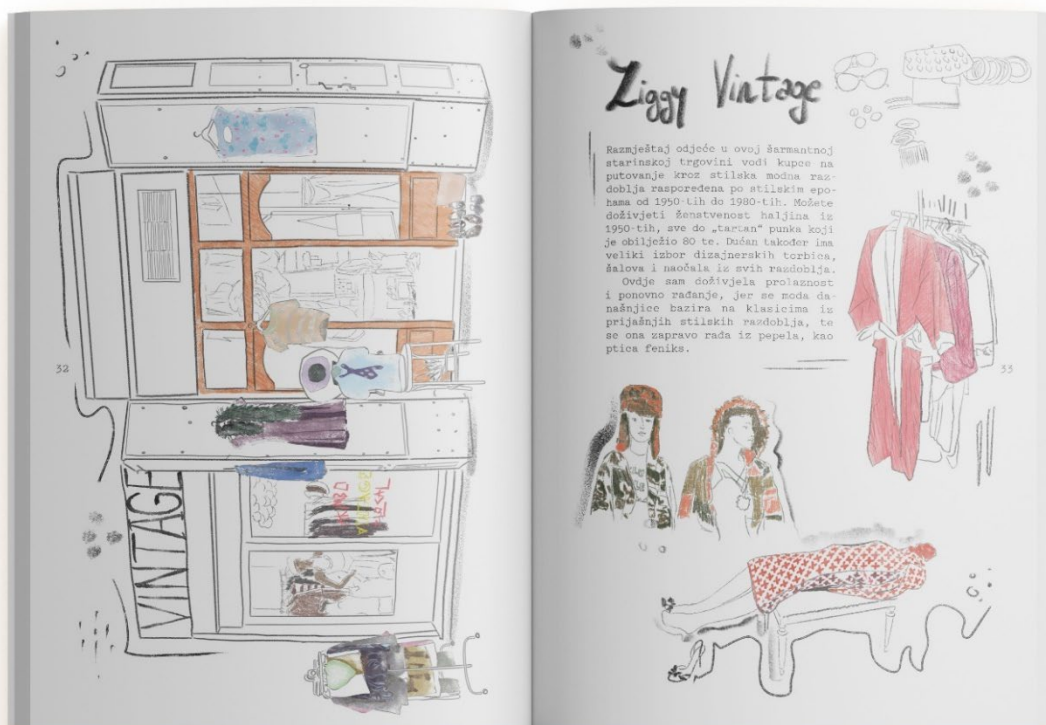 32
VINTAGE
VINTAGE
Ziggy Vintage
Razmještaj odjeće u ovoj šarmantnoj
starinskoj trgovini vodi kupce na
putovanje kroz stilska modna raz-
doblja raspoređena po stilskim epo-
hama od 1950-tih do 1980-tih. Možete
doživjeti ženstvenost haljina iz
1950-tih, sve do „tartan“ punka koji
je obilježio 80 te. Dućan također ima
veliki izbor dizajnerskih torbica,
šalova i naočala iz svih razdoblja.
Ovdje sam doživjela prolaznost
i ponovno rađanje, jer se moda da-
našnjice bazira na klasicima iz
prijašnjih stilskih razdoblja, te
se ona zapravo rađa iz pepela, kao
ptica feniks.
33